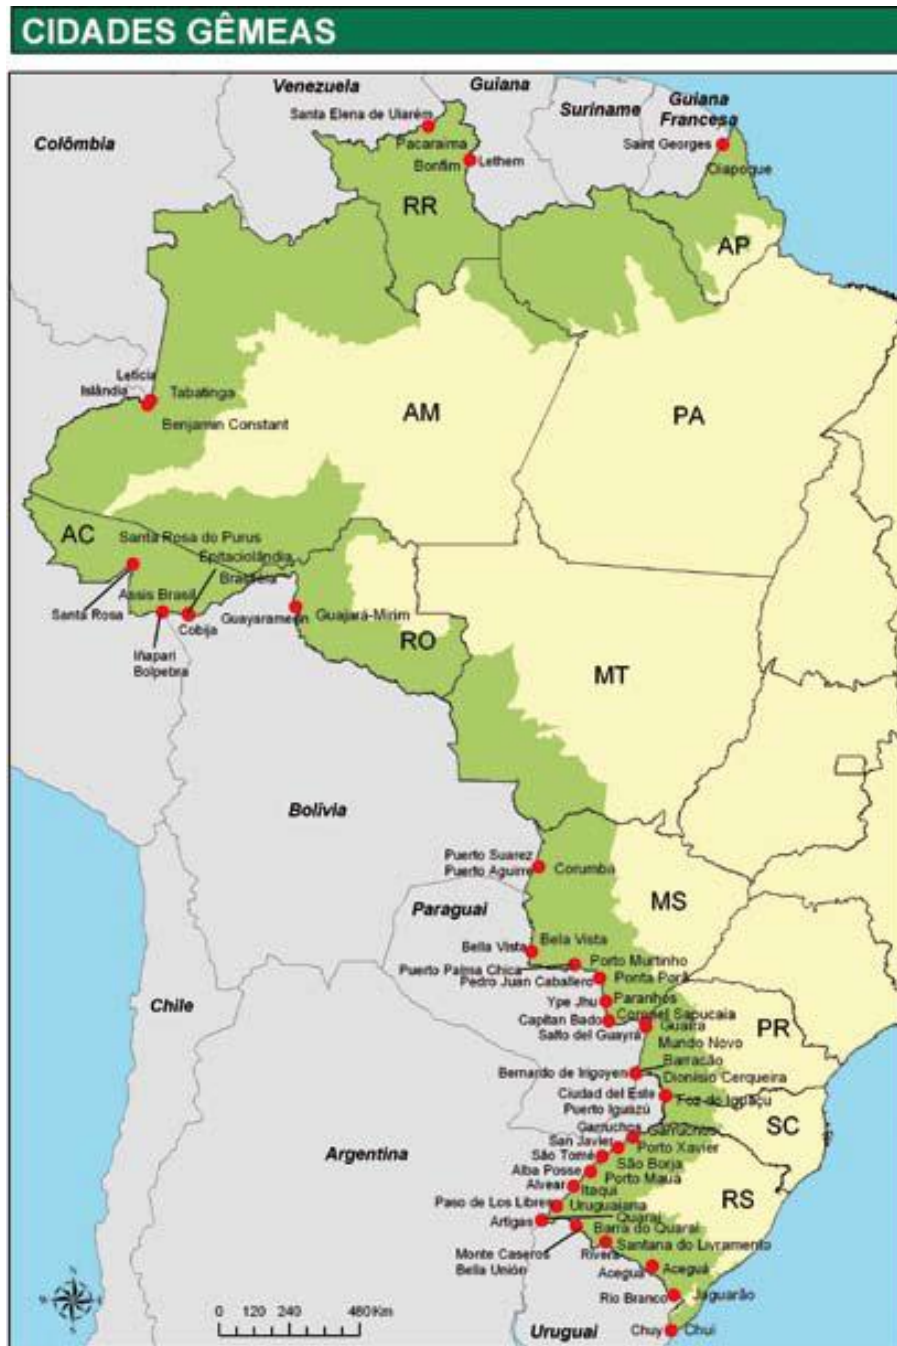 CIDADES GÊMEAS
Venezuela
Guiana
Suriname
Guiana
Francesa
Colômbia
Santa Elena de Uiarém
Pacaraima
Bonfim
Lethem
Saint Georges
Oiapoque
RR
AP
Letícia
Islândia
Tabatinga
Benjamin Constant
AM
PA
AC
Santa Rosa do Purus
Epitaciolândia
Brasiléia
Assis Brasil
Santa Rosa
Cobija
Iñapari
Bolpebra
Guayaramerín
Guajará-Mirim
RO
MT
Bolívia
Puerto Suarez
Puerto Aguirre
Corumbá
MS
Paraguai
Bella Vista
Bela Vista
Puerto Palma Chica
Porto Murtinho
Pedro Juan Caballero
Ponta Porã
Ype Jhu
Paranhos
Capitan Bado
Coronel Sapucaia
Salto del Guayrá
Guaíra
Mundo Novo
PR
Chile
Barracão
Bernardo de Irigoyen
Dionísio Cerqueira
Ciudad del Este
Foz do Iguaçu
Puerto Iguazú
SC
Argentina
Garruchos
Garruchos
San Javier
Porto Xavier
São Tomé
São Borja
Alba Posse
Porto Mauá
Alvear
Itaqui
RS
Paso de Los Libres
Uruguaiana
Artigas
Quaraí
Barra do Quaraí
Monte Caseros
Bella Unión
Rivera
Santana do Livramento
Aceguá
Aceguá
Rio Branco
Jaguarão
Uruguai
Chuy
Chuí
0 120 240 480 Km